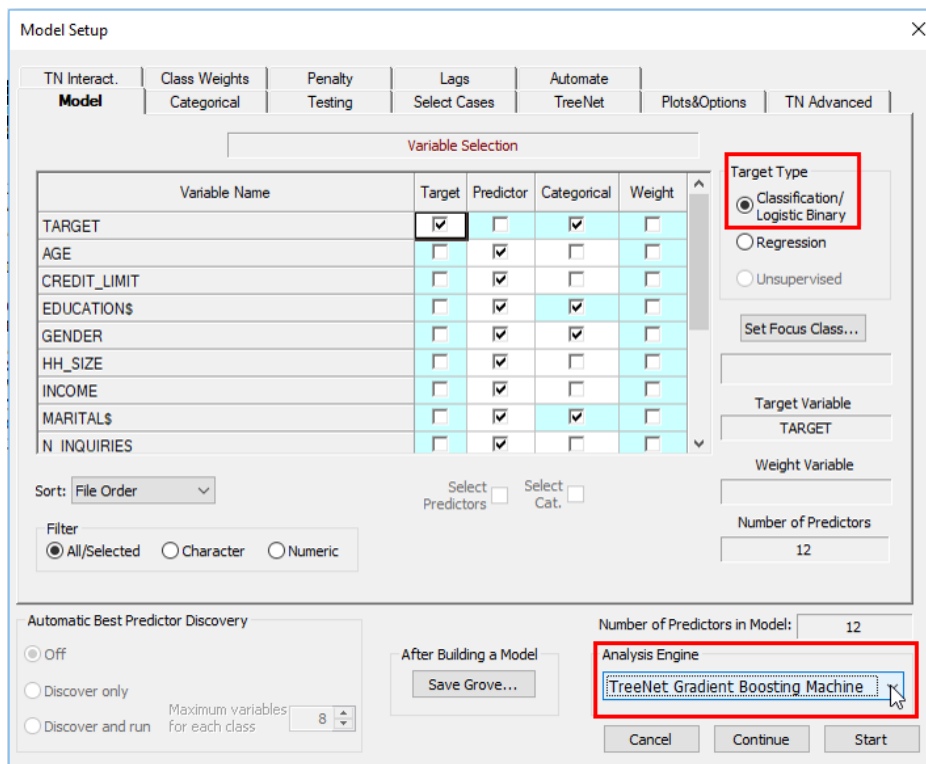 Model Setup
TN Interact. Class Weights Penalty Lags Automate
Model Categorical Testing Select Cases TreeNet Plots&Options TN Advanced
Variable Selection
Variable Name Target Predictor Categorical Weight
TARGET
AGE
CREDIT_LIMIT
EDUCATION$
GENDER
HH_SIZE
INCOME
MARITAL$
N_INQUIRIES
Target Type
Classification/
Logistic Binary
Regression
Unsupervised
Set Focus Class...
Target Variable
TARGET
Weight Variable
Number of Predictors
12
Sort: File Order
Select
Predictors
Select
Cat.
Filter
All/Selected Character Numeric
Automatic Best Predictor Discovery
Off
Discover only
Discover and run
Maximum variables
for each class
8
After Building a Model
Save Grove...
Number of Predictors in Model: 12
Analysis Engine
TreeNet Gradient Boosting Machine
Cancel Continue Start